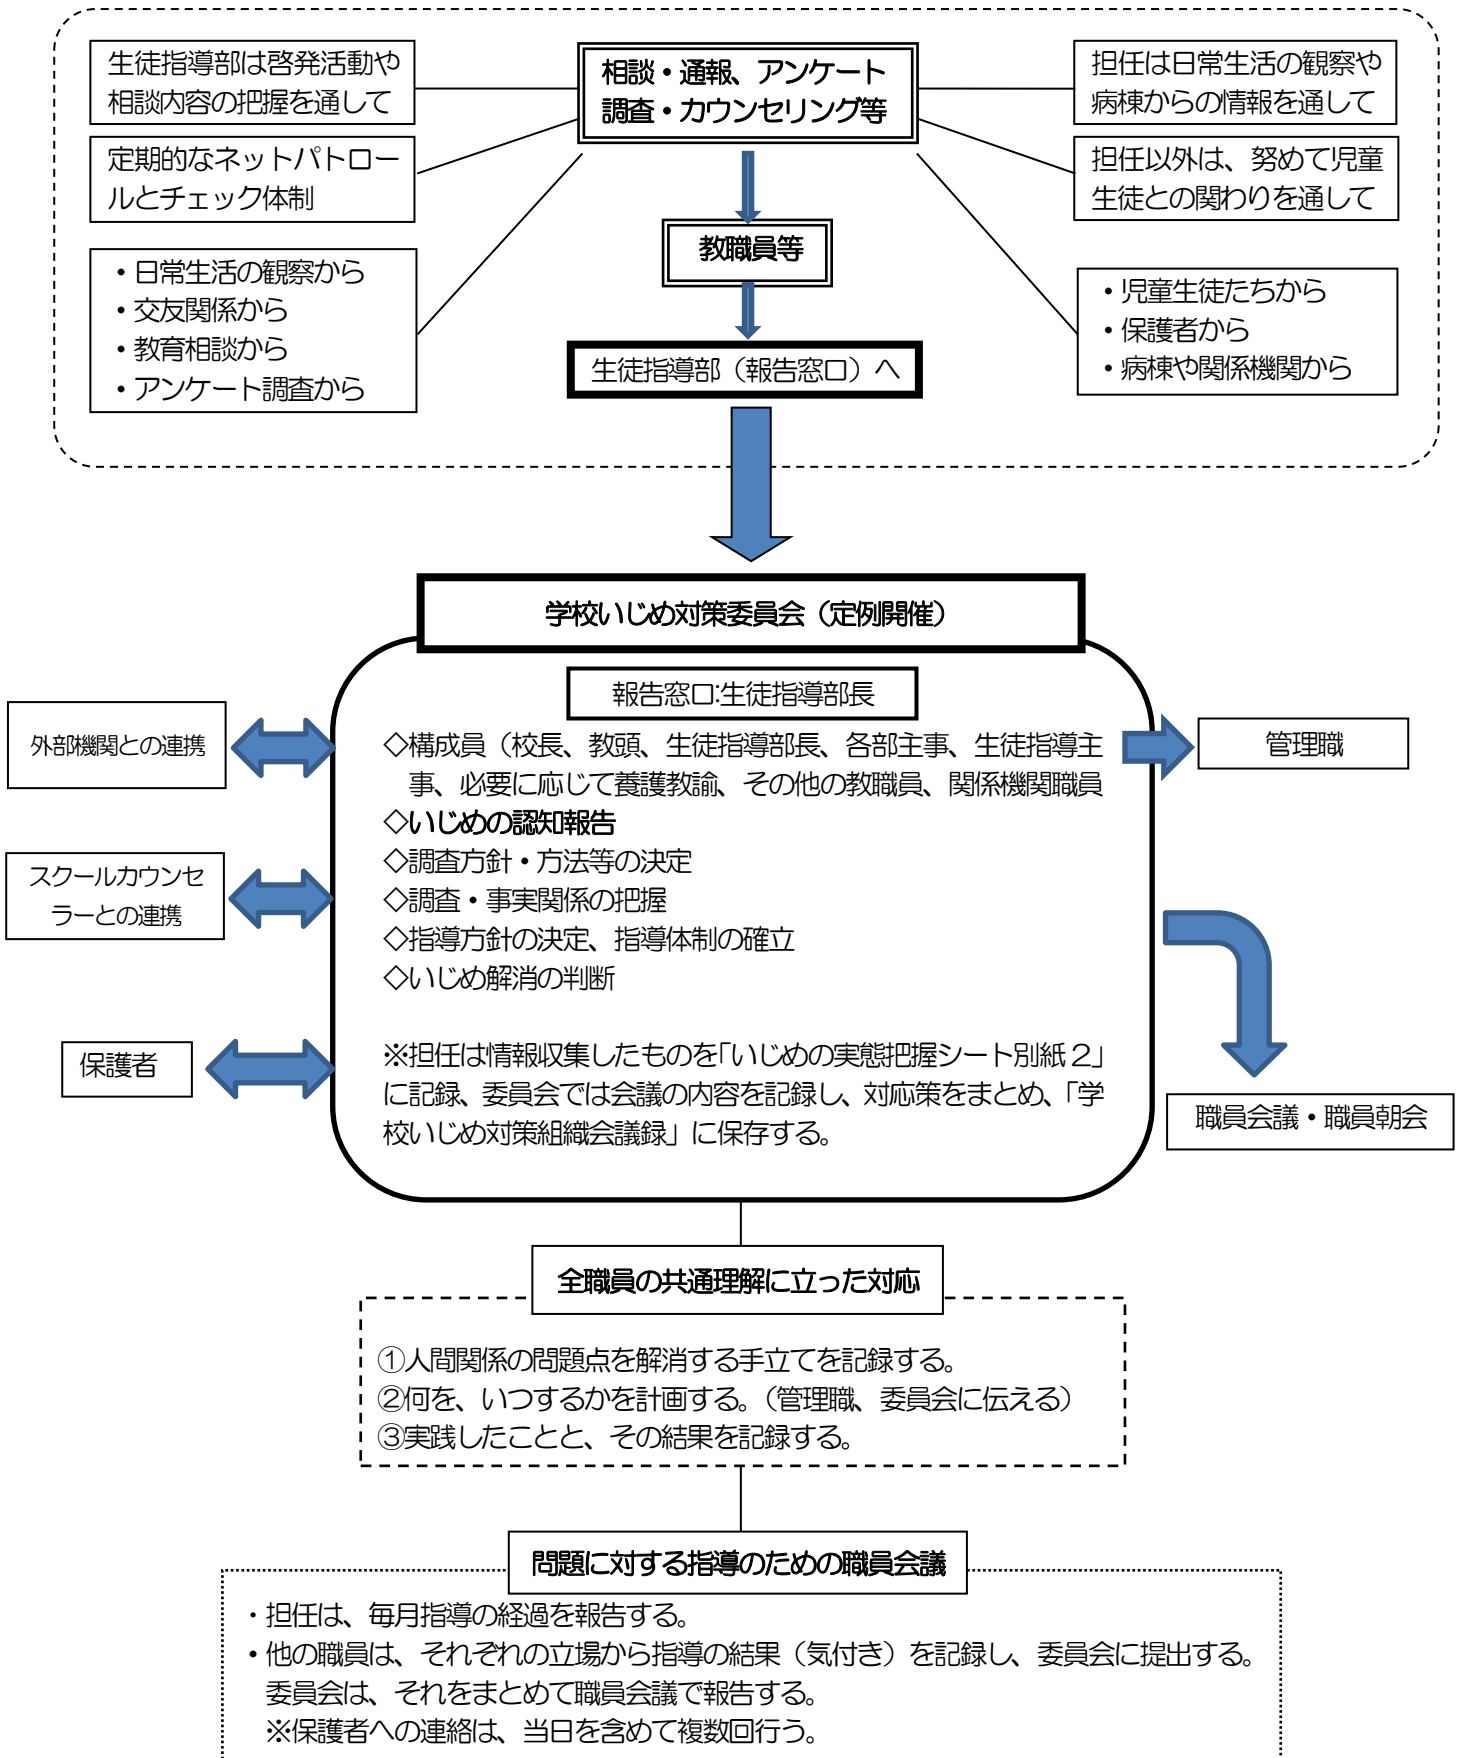 生徒指導部は啓発活動や
相談内容の把握を通して
定期的なネットパトロー
ルとチェック体制
・日常生活の観察から
・交友関係から
・教育相談から
・アンケート調査から
相談・通報、アンケート
調査・カウンセリング等
教職員等
生徒指導部（報告窓口）へ
担任は日常生活の観察や
病棟からの情報を通して
担任以外は、努めて児童
生徒との関わりを通して
・児童生徒たちから
・保護者から
・病棟や関係機関から
学校いじめ対策委員会（定例開催）
報告窓口:生徒指導部長
◇構成員（校長、教頭、生徒指導部長、各部主事、生徒指導主
事、必要に応じて養護教諭、その他の教職員、関係機関職員
◇いじめの認知報告
◇調査方針・方法等の決定
◇調査・事実関係の把握
◇指導方針の決定、指導体制の確立
◇いじめ解消の判断
※担任は情報収集したものを「いじめの実態把握シート別紙２」
に記録、委員会では会議の内容を記録し、対応策をまとめ、「学
校いじめ対策組織会議録」に保存する。
外部機関との連携
スクールカウンセ
ラーとの連携
保護者
管理職
職員会議・職員朝会
全職員の共通理解に立った対応
①人間関係の問題点を解消する手立てを記録する。
②何を、いつするかを計画する。（管理職、委員会に伝える）
③実践したことと、その結果を記録する。
問題に対する指導のための職員会議
・担任は、毎月指導の経過を報告する。
・他の職員は、それぞれの立場から指導の結果（気付き）を記録し、委員会に提出する。
委員会は、それをまとめて職員会議で報告する。
※保護者への連絡は、当日を含めて複数回行う。